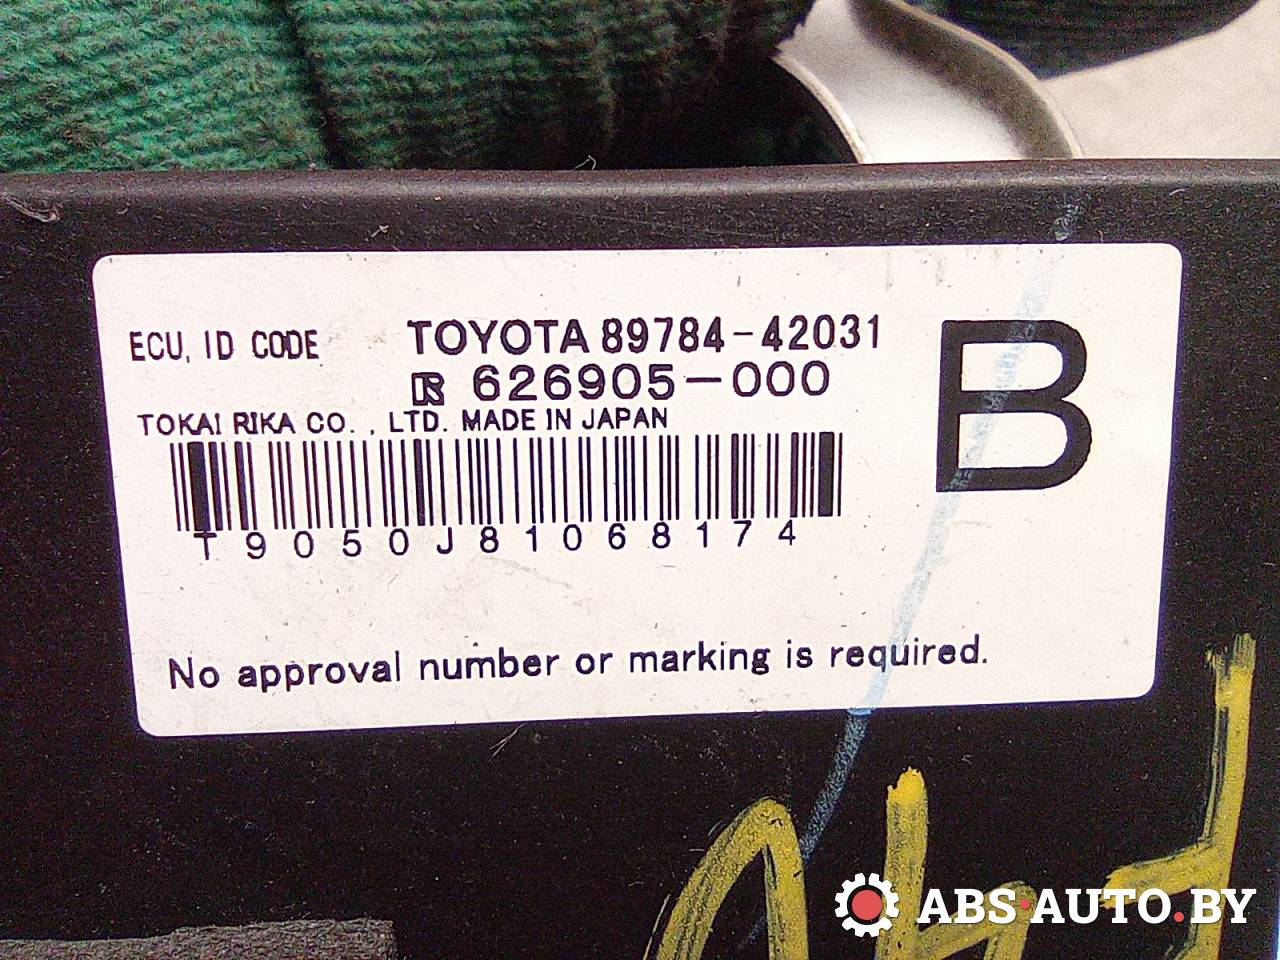 ECU, ID CODE TOYOTA 89784-42031
626905-000
B
TOKAI RIKA CO., LTD. MADE IN JAPAN
T9050J81068174
No approval number or marking is required.
ABS·AUTO.BY